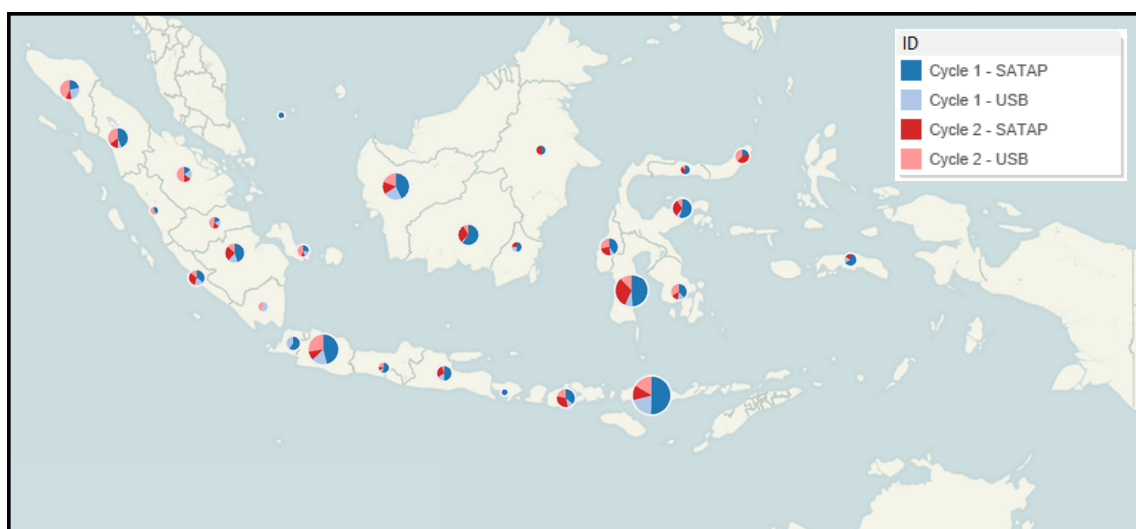 ID
Cycle 1 - SATAP
Cycle 1 - USB
Cycle 2 - SATAP
Cycle 2 - USB